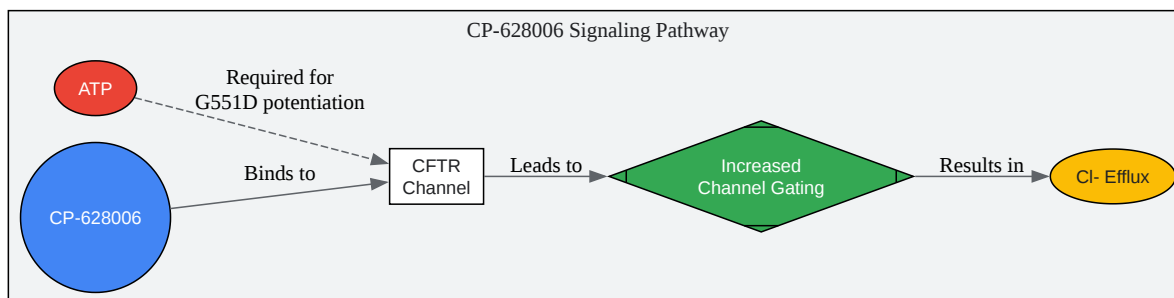 CP-628006 Signaling Pathway
ATP
Required for
G551D potentiation
CP-628006
Binds to
CFTR
Channel
Leads to
Increased
Channel Gating
Results in
Cl- Efflux